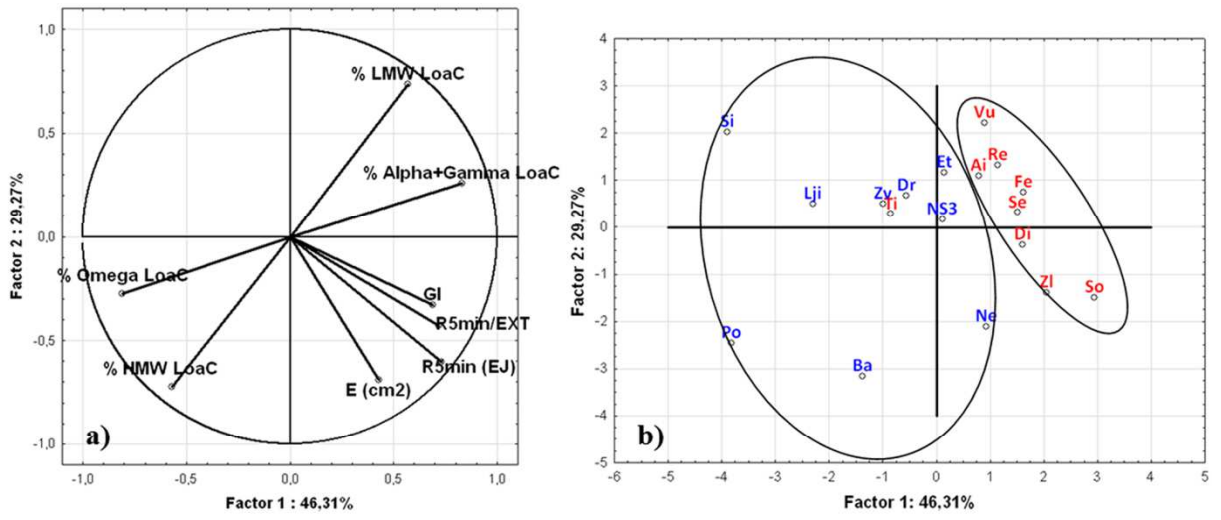 1,0
0,5
0,0
-0,5
-1,0
Factor 2 : 29,27%
% LMW LoaC
% Alpha+Gamma LoaC
% Omega LoaC
GI
R5min/EXT
R5min (EJ)
% HMW LoaC
E (cm2)
a)
-1,0 -0,5 0,0 0,5 1,0
Factor 1 : 46,31%
4
3
2
1
0
-1
-2
-3
-4
-5
Factor 2: 29,27%
Vu
Si
Re
Et
Ai
Fe
Lji
Zv
Dr
Ti
NS3
Se
Di
Zl
So
Po
Ne
Ba
b)
-6 -5 -4 -3 -2 -1 0 1 2 3 4 5
Factor 1: 46,31%